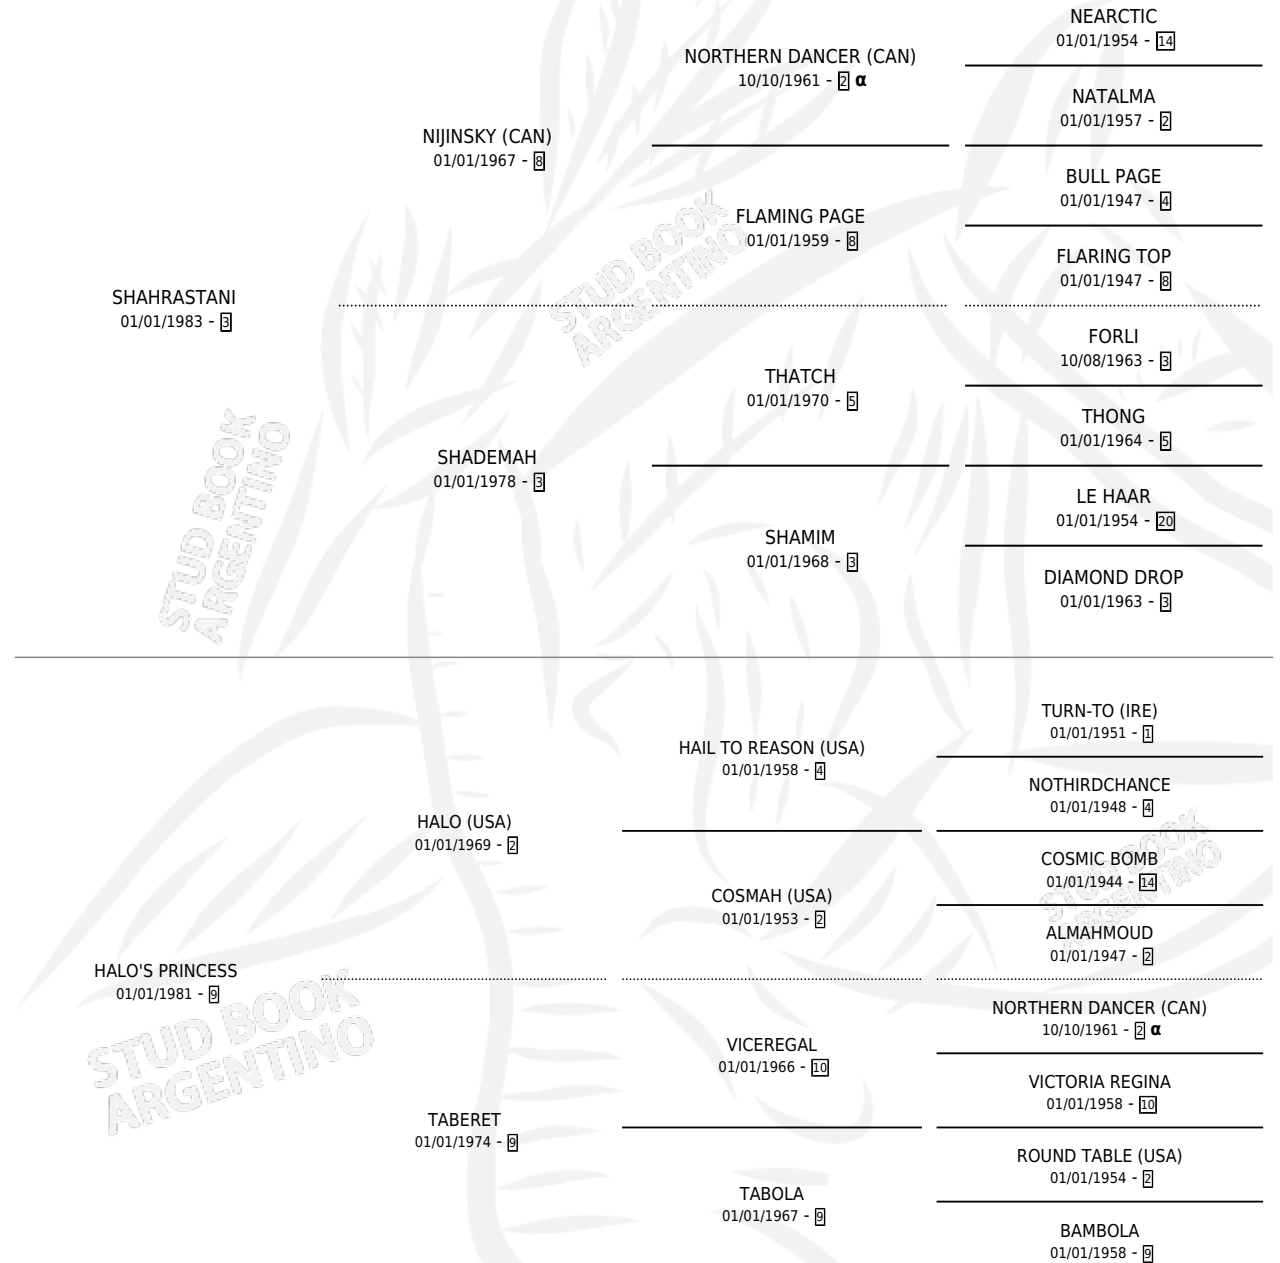 NEARCTIC
01/01/1954 - 14
NORTHERN DANCER (CAN)
10/10/1961 - 2 α
NATALMA
01/01/1957 - 2
NIJINSKY (CAN)
01/01/1967 - 8
BULL PAGE
01/01/1947 - 4
FLAMING PAGE
01/01/1959 - 8
FLARING TOP
01/01/1947 - 8
SHAHRASTANI
01/01/1983 - 3
FORLI
10/08/1963 - 3
THATCH
01/01/1970 - 5
THONG
01/01/1964 - 5
SHADEMAH
01/01/1978 - 3
LE HAAR
01/01/1954 - 20
SHAMIM
01/01/1968 - 3
DIAMOND DROP
01/01/1963 - 3
TURN-TO (IRE)
01/01/1951 - 1
HAIL TO REASON (USA)
01/01/1958 - 4
NOTHIRDCHANCE
01/01/1948 - 4
HALO (USA)
01/01/1969 - 2
COSMIC BOMB
01/01/1944 - 14
COSMAH (USA)
01/01/1953 - 2
ALMAHMOUD
01/01/1947 - 2
HALO'S PRINCESS
01/01/1981 - 9
NORTHERN DANCER (CAN)
10/10/1961 - 2 α
VICEREGAL
01/01/1966 - 10
VICTORIA REGINA
01/01/1958 - 10
TABERET
01/01/1974 - 9
ROUND TABLE (USA)
01/01/1954 - 2
TABOLA
01/01/1967 - 9
BAMBOLA
01/01/1958 - 9
STUD BOOK
ARGENTINO
STUD BOOK
ARGENTINO
STUD BOOK
ARGENTINO
STUD BOOK
ARGENTINO